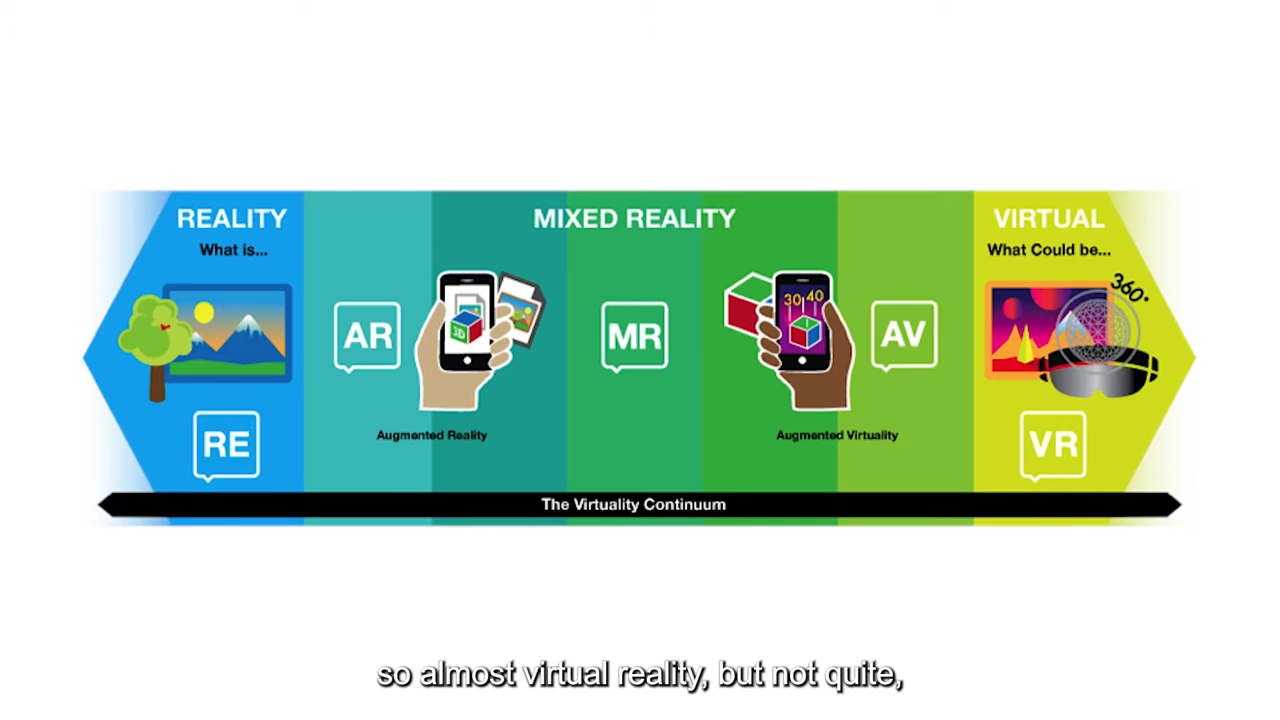 REALITY
MIXED REALITY
VIRTUAL
What is...
What Could be...
360°
AR
3D
MR
30 40
AV
Augmented Reality
Augmented Virtuality
RE
VR
The Virtuality Continuum
so almost virtual reality, but not quite,